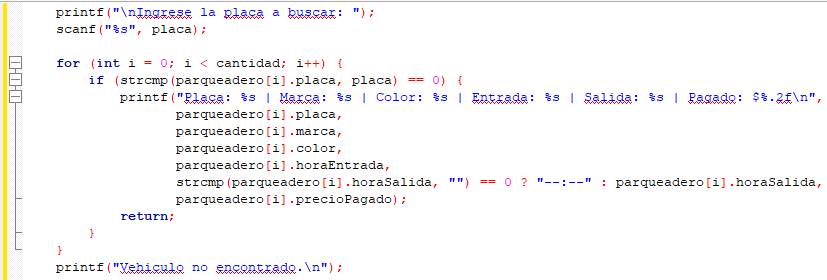 printf("\nIngrese la placa a buscar: ");
scanf("%s", placa);
for (int i = 0; i < cantidad; i++) {
if (strcmp(parqueadero[i].placa, placa) == 0) {
printf("Placa: %s | Marca: %s | Color: %s | Entrada: %s | Salida: %s | Pagado: $%.2f\n",
parqueadero[i].placa,
parqueadero[i].marca,
parqueadero[i].color,
parqueadero[i].horaEntrada,
strcmp(parqueadero[i].horaSalida, "") == 0 ? "--:--" : parqueadero[i].horaSalida,
parqueadero[i].precioPagado);
return;
}
}
printf("Vehiculo no encontrado.\n");